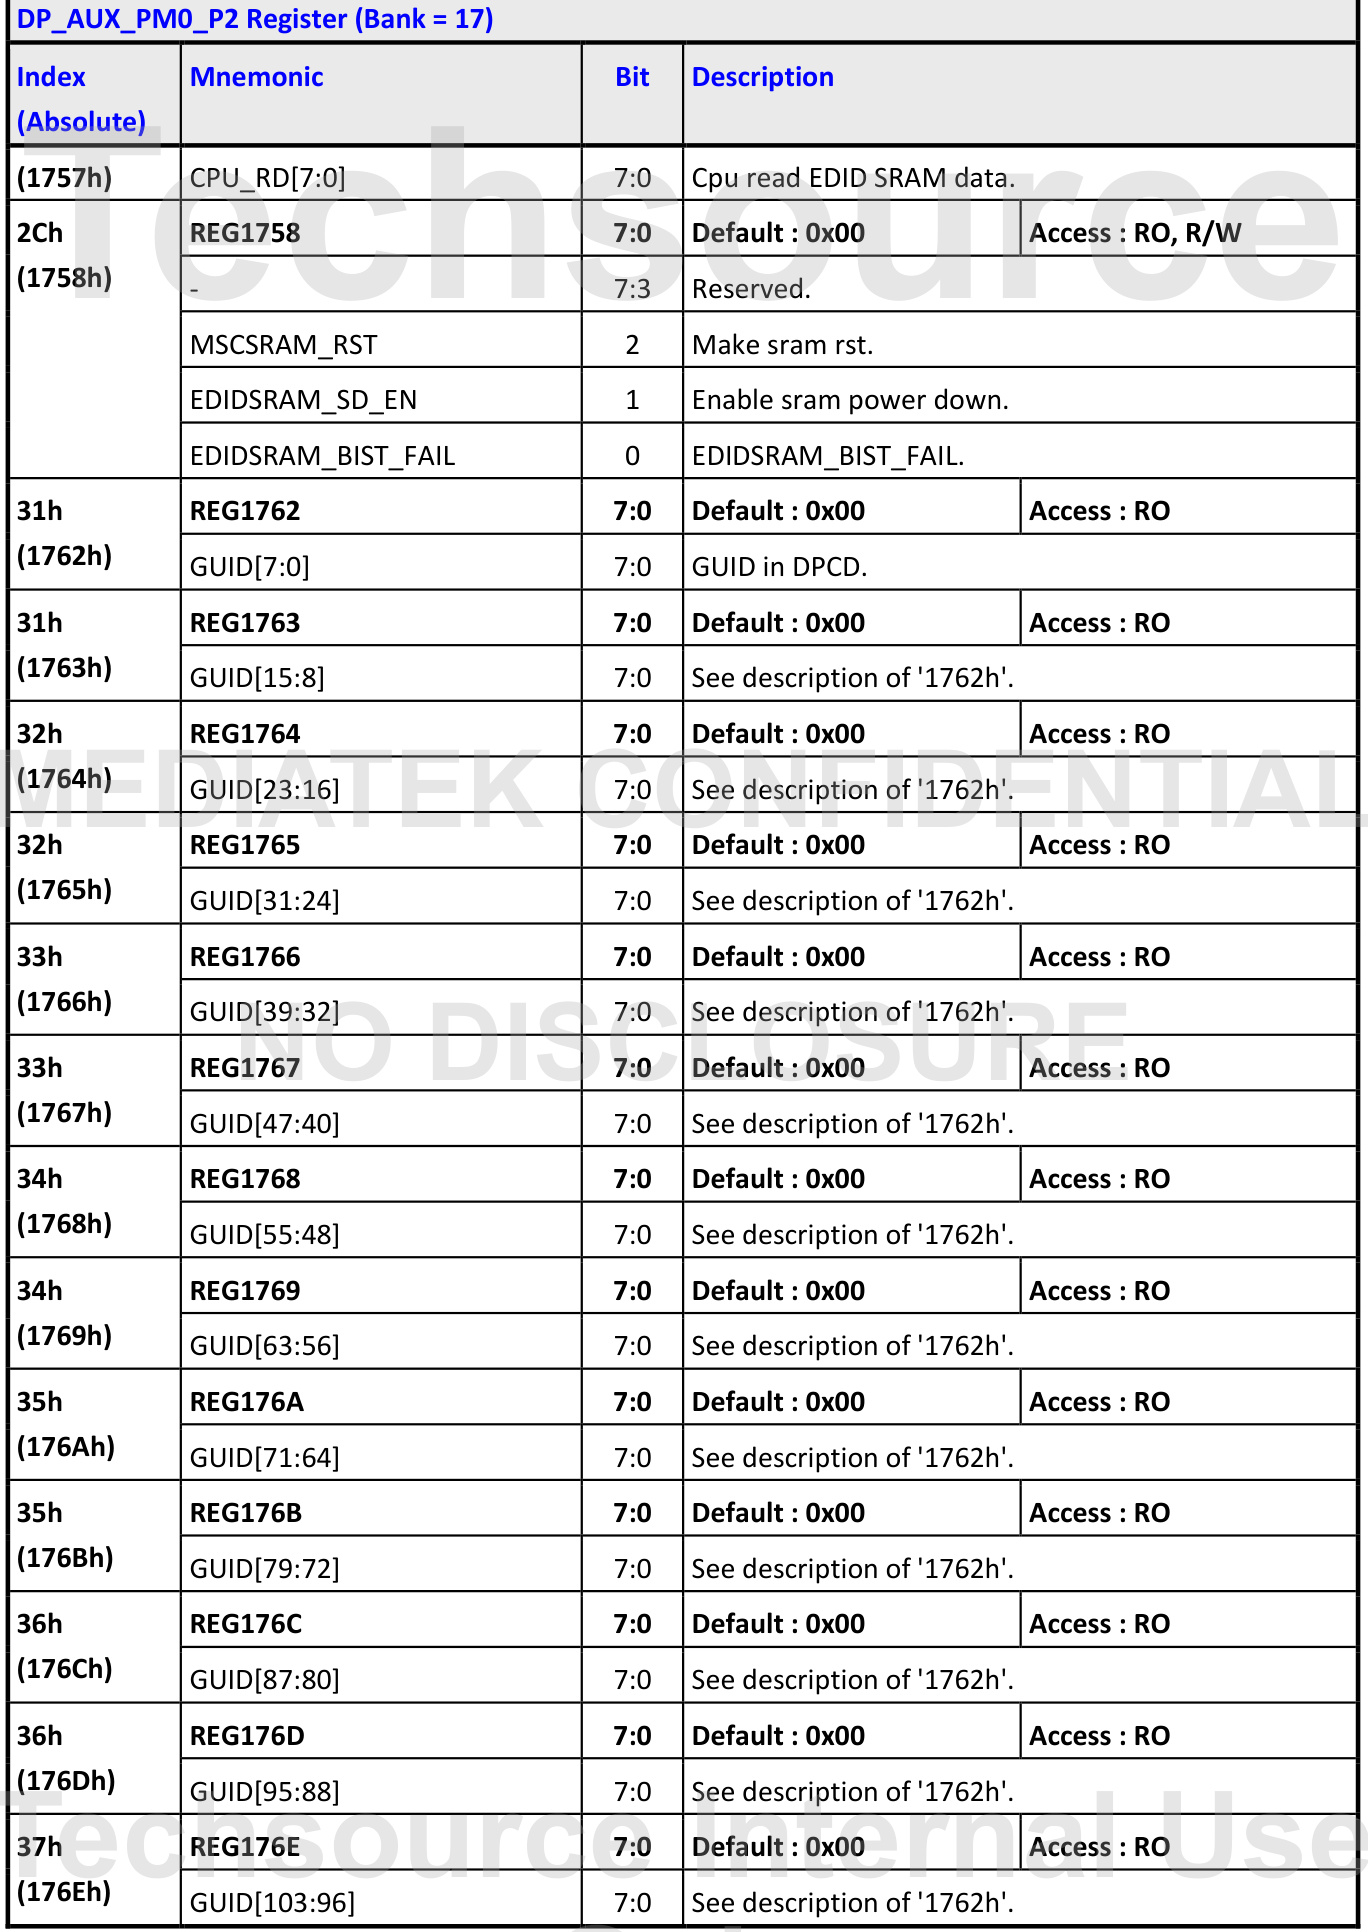 DP_AUX_PM0_P2 Register (Bank = 17)
Index (Absolute) Mnemonic Bit Description
(1757h) CPU_RD[7:0] 7:0 Cpu read EDID SRAM data.
2Ch (1758h) REG1758 7:0 Default : 0x00 Access : RO, R/W
- 7:3 Reserved.
MSCSRAM_RST 2 Make sram rst.
EDIDSRAM_SD_EN 1 Enable sram power down.
EDIDSRAM_BIST_FAIL 0 EDIDSRAM_BIST_FAIL.
31h (1762h) REG1762 7:0 Default : 0x00 Access : RO
GUID[7:0] 7:0 GUID in DPCD.
31h (1763h) REG1763 7:0 Default : 0x00 Access : RO
GUID[15:8] 7:0 See description of '1762h'.
32h (1764h) REG1764 7:0 Default : 0x00 Access : RO
GUID[23:16] 7:0 See description of '1762h'.
32h (1765h) REG1765 7:0 Default : 0x00 Access : RO
GUID[31:24] 7:0 See description of '1762h'.
33h (1766h) REG1766 7:0 Default : 0x00 Access : RO
GUID[39:32] 7:0 See description of '1762h'.
33h (1767h) REG1767 7:0 Default : 0x00 Access : RO
GUID[47:40] 7:0 See description of '1762h'.
34h (1768h) REG1768 7:0 Default : 0x00 Access : RO
GUID[55:48] 7:0 See description of '1762h'.
34h (1769h) REG1769 7:0 Default : 0x00 Access : RO
GUID[63:56] 7:0 See description of '1762h'.
35h (176Ah) REG176A 7:0 Default : 0x00 Access : RO
GUID[71:64] 7:0 See description of '1762h'.
35h (176Bh) REG176B 7:0 Default : 0x00 Access : RO
GUID[79:72] 7:0 See description of '1762h'.
36h (176Ch) REG176C 7:0 Default : 0x00 Access : RO
GUID[87:80] 7:0 See description of '1762h'.
36h (176Dh) REG176D 7:0 Default : 0x00 Access : RO
GUID[95:88] 7:0 See description of '1762h'.
37h (176Eh) REG176E 7:0 Default : 0x00 Access : RO
GUID[103:96] 7:0 See description of '1762h'.
Techsource
MEDIATEK CONFIDENTIAL
NO DISCLOSURE
Techsource Internal Use